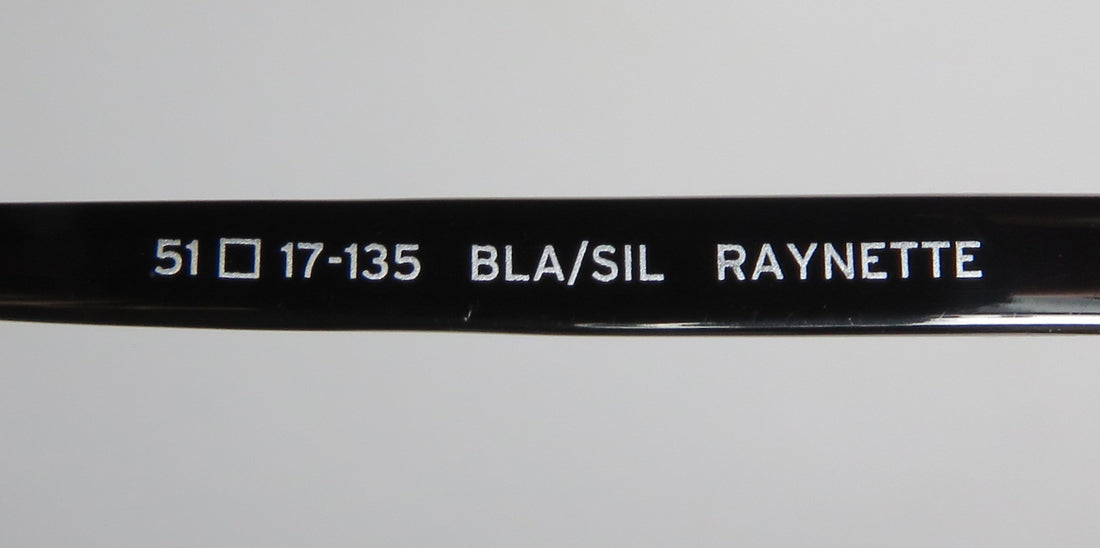 51 □ 17-135 BLA/SIL RAYNETTE